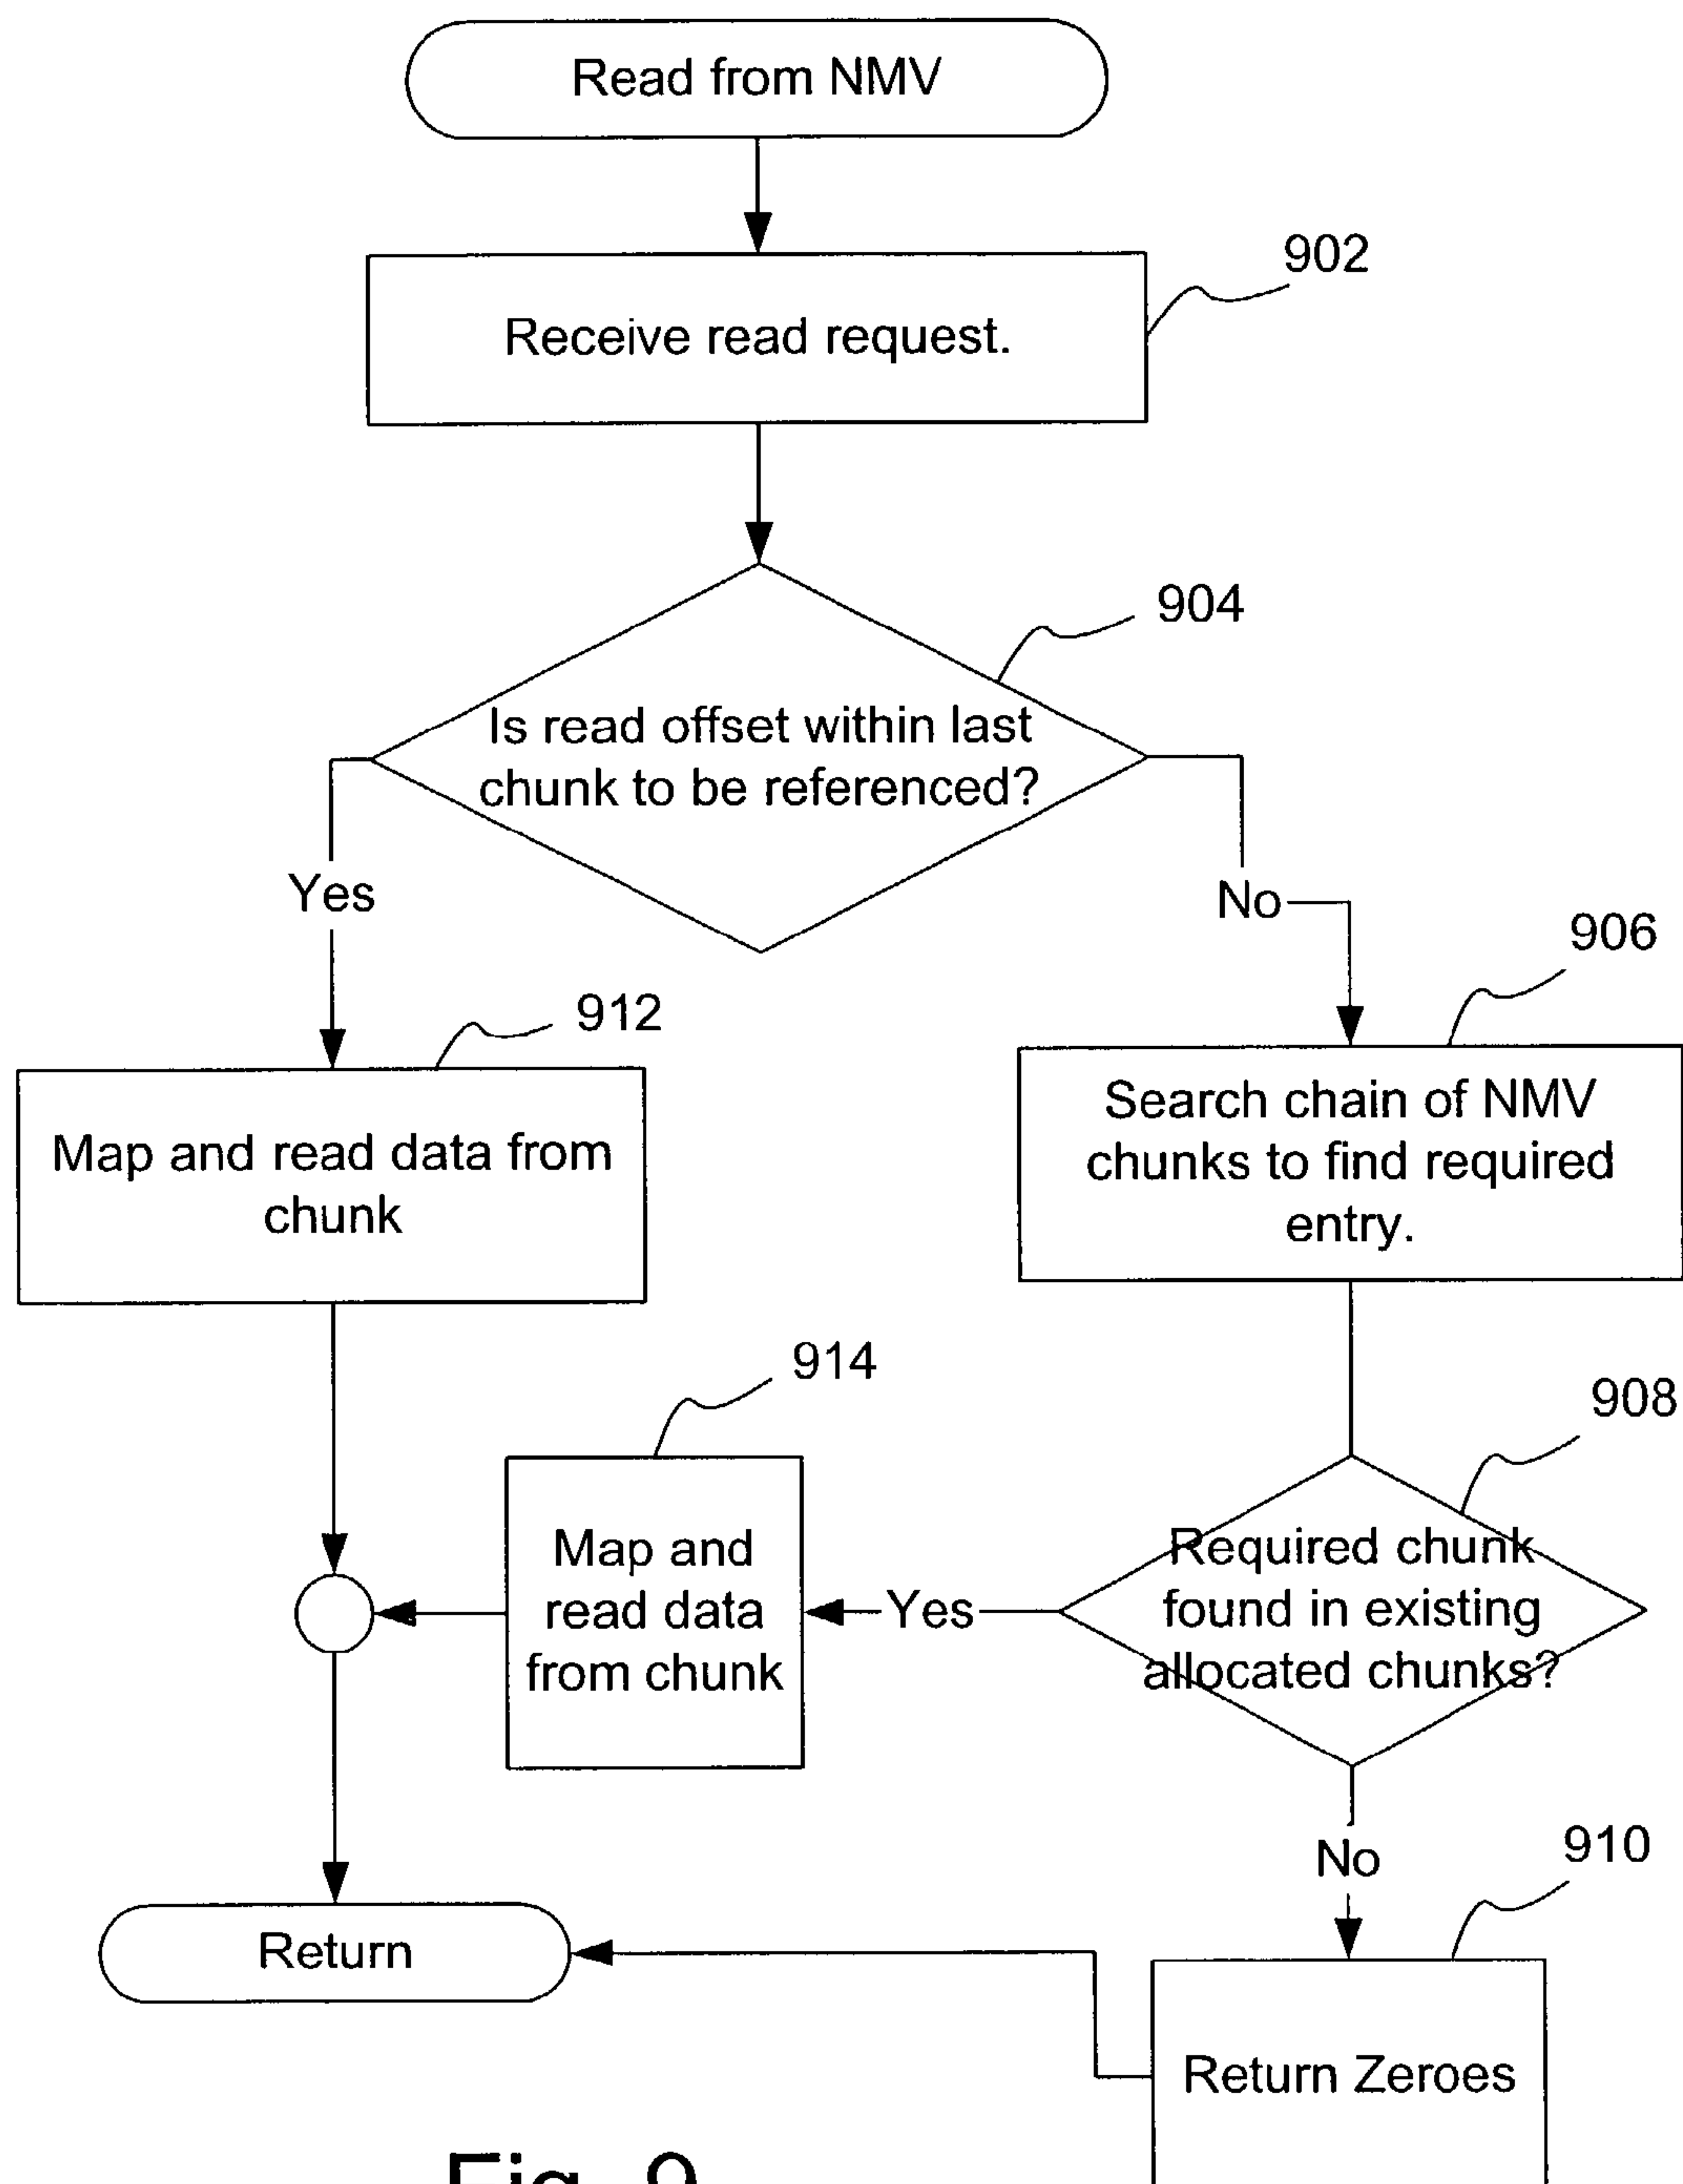 Read from NMV
902
Receive read request.
904
Is read offset within last
chunk to be referenced?
Yes
No
906
912
Map and read data from
chunk
Search chain of NMV
chunks to find required
entry.
914
908
Map and
read data
from chunk
Yes
Required chunk
found in existing
allocated chunks?
No
910
Return
Return Zeroes
Fig. 9